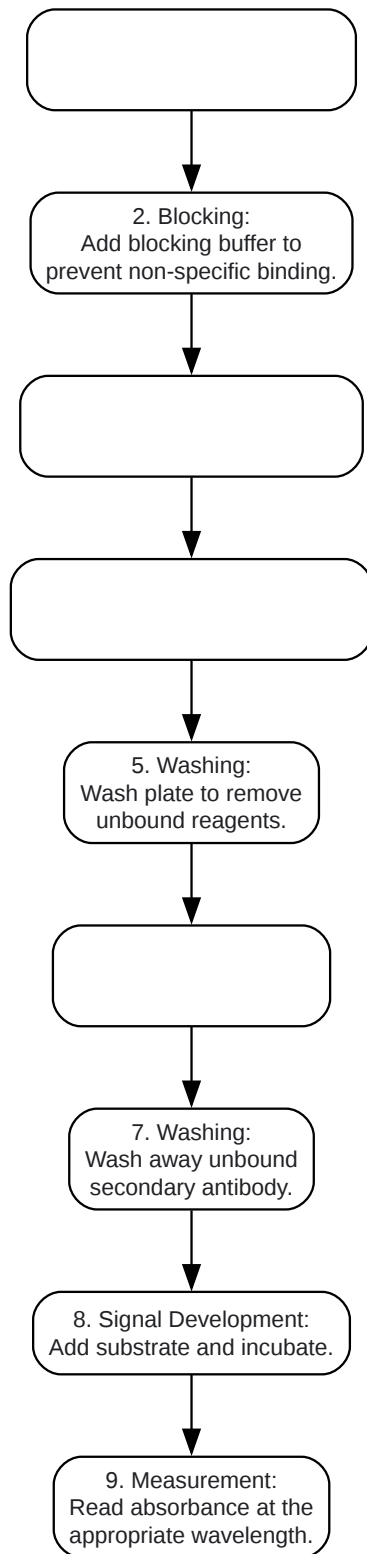 2. Blocking:
Add blocking buffer to
prevent non-specific binding.
5. Washing:
Wash plate to remove
unbound reagents.
7. Washing:
Wash away unbound
secondary antibody.
8. Signal Development:
Add substrate and incubate.
9. Measurement:
Read absorbance at the
appropriate wavelength.